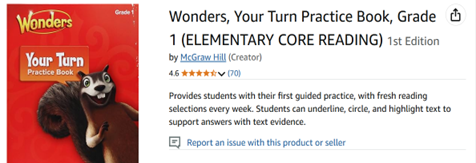 Wonders
Grade 1
Your Turn
Practice Book
Wonders, Your Turn Practice Book, Grade
1 (ELEMENTARY CORE READING) 1st Edition
by McGraw Hill (Creator)
4.6 (70)
Provides students with their first guided practice, with fresh reading
selections every week. Students can underline, circle, and highlight text to
support answers with text evidence.
Report an issue with this product or seller